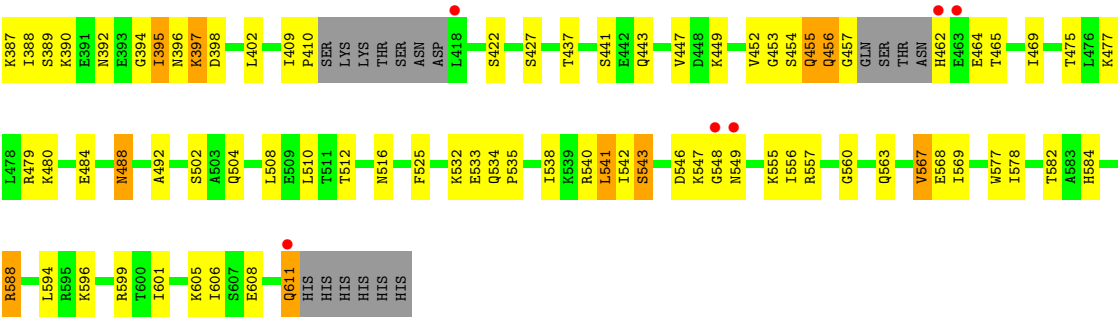 K387 I388 S389 K390 E391 N392 E393 G394 I395 N396 K397 D398 L402 I409 P410 SER LYS LYS THR SER ASN ASP L418 S422 S427 T437 S441 E442 Q443 V447 D448 K449 V452 G453 S454 Q455 Q456 G457 GLN SER THR ASN H462 E463 E464 T465 I469 T475 L476 K477
L478 R479 K480 E484 N488 A492 S502 A503 Q504 L508 E509 L510 T511 T512 N516 F525 K532 E533 Q534 P535 I538 K539 R540 L541 I542 S543 D546 K547 G548 N549 K555 I556 R557 G560 Q563 V567 E568 I569 W577 I578 T582 A583 H584
R588 L594 R595 K596 R599 T600 I601 K605 I606 S607 E608 Q611 HIS HIS HIS HIS HIS